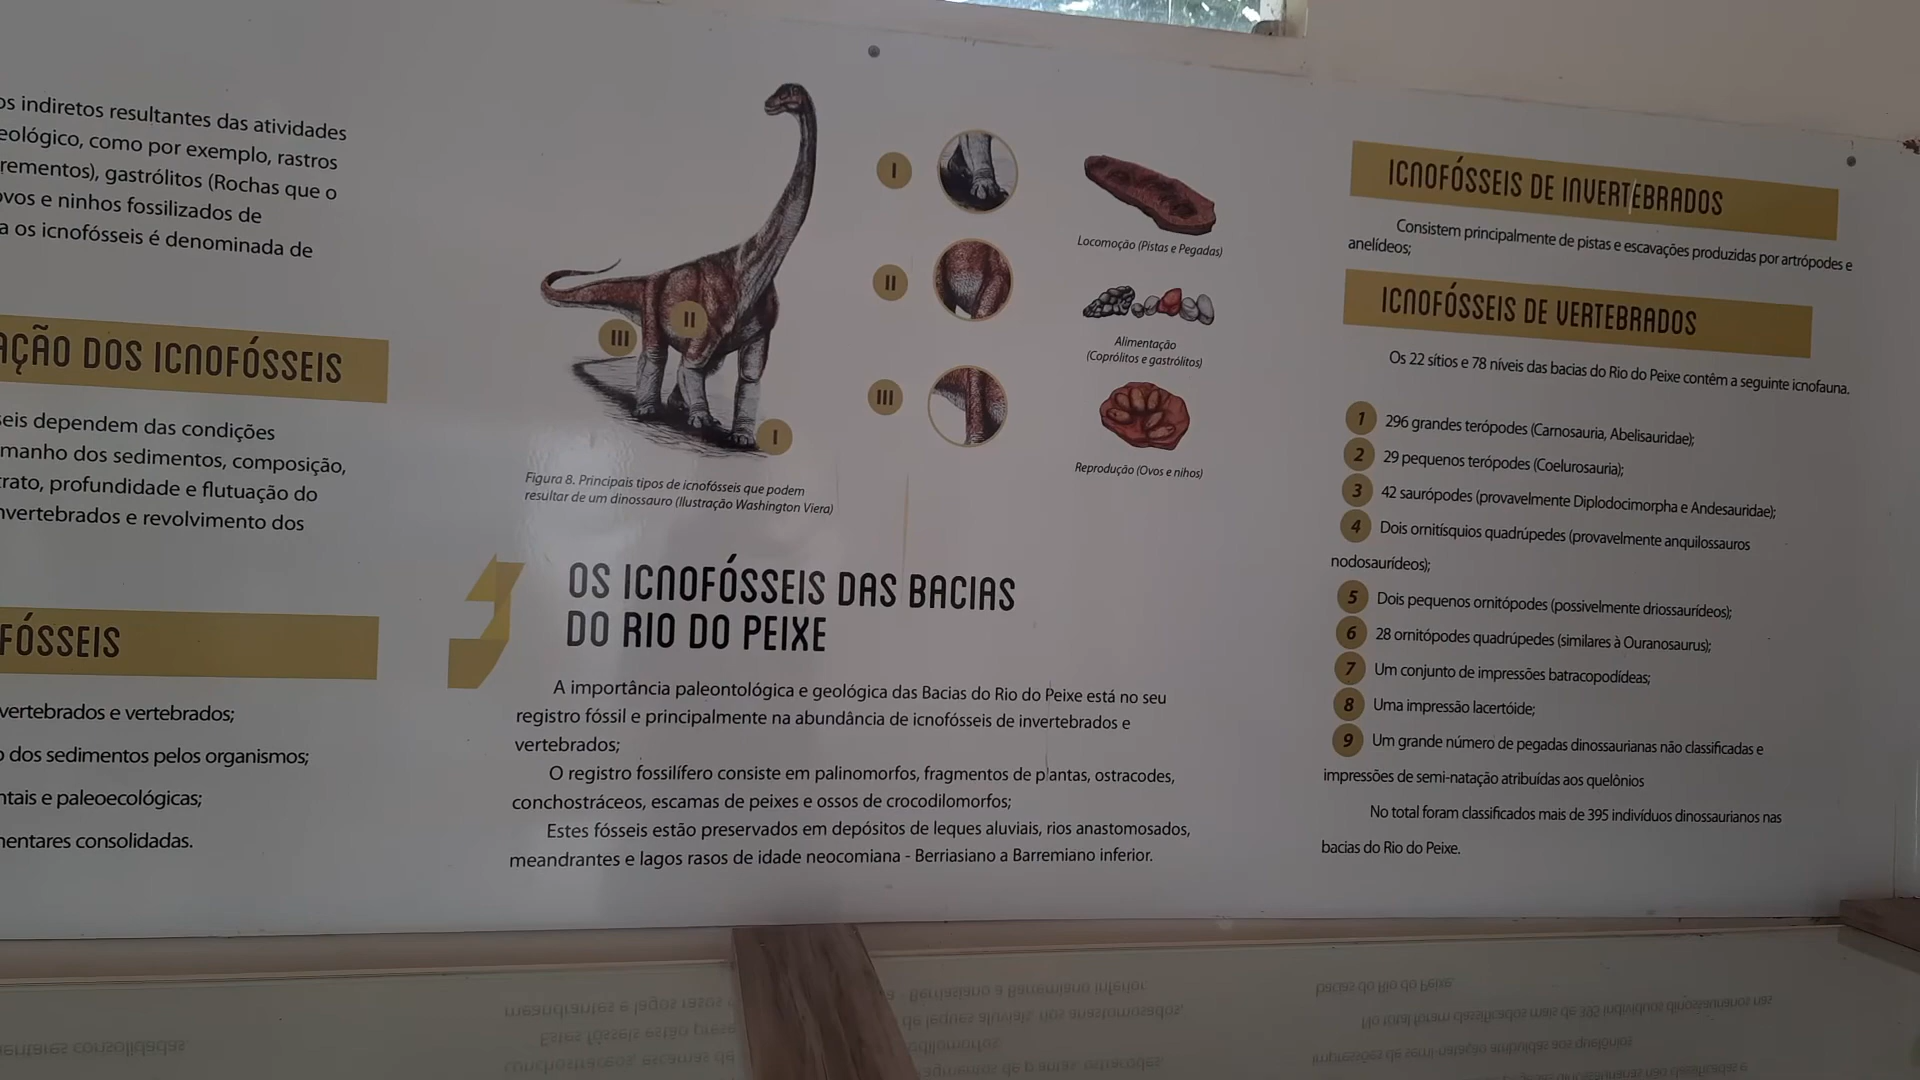 os indiretos resultantes das atividades
eológico, como por exemplo, rastros
rementos), gastrólitos (Rochas que o
ovos e ninhos fossilizados de
a os icnofósseis é denominada de
AÇÃO DOS ICNOFÓSSEIS
seis dependem das condições
manho dos sedimentos, composição,
trato, profundidade e flutuação do
nvertebrados e revolvimento dos
FÓSSEIS
vertebrados e vertebrados;
o dos sedimentos pelos organismos;
ntais e paleoecológicas;
mentares consolidadas.
III
II
I
Figura 8. Principais tipos de icnofósseis que podem
resultar de um dinossauro (Ilustração Washington Viera)
I
Locomoção (Pistas e Pegadas)
II
Alimentação
(Coprólitos e gastrólitos)
III
Reprodução (Ovos e nihos)
OS ICNOFÓSSEIS DAS BACIAS
DO RIO DO PEIXE
A importância paleontológica e geológica das Bacias do Rio do Peixe está no seu
registro fóssil e principalmente na abundância de icnofósseis de invertebrados e
vertebrados;
O registro fossilífero consiste em palinomorfos, fragmentos de plantas, ostracodes,
conchostráceos, escamas de peixes e ossos de crocodilomorfos;
Estes fósseis estão preservados em depósitos de leques aluviais, rios anastomosados,
meandrantes e lagos rasos de idade neocomiana - Berriasiano a Barremiano inferior.
ICNOFÓSSEIS DE INVERTEBRADOS
Consistem principalmente de pistas e escavações produzidas por artrópodes e
anelídeos;
ICNOFÓSSEIS DE VERTEBRADOS
Os 22 sítios e 78 níveis das bacias do Rio do Peixe contêm a seguinte icnofauna.
1 296 grandes terópodes (Carnosauria, Abelisauridae);
2 29 pequenos terópodes (Coelurosauria);
3 42 saurópodes (provavelmente Diplodocimorpha e Andesauridae);
4 Dois ornitísquios quadrúpedes (provavelmente anquilossauros
nodosaurídeos);
5 Dois pequenos ornitópodes (possivelmente driossaurídeos);
6 28 ornitópodes quadrúpedes (similares à Ouranosaurus);
7 Um conjunto de impressões batracopodídeas;
8 Uma impressão lacertóide;
9 Um grande número de pegadas dinossaurianas não classificadas e
impressões de semi-natação atribuídas aos quelônios
No total foram classificados mais de 395 indivíduos dinossaurianos nas
bacias do Rio do Peixe.